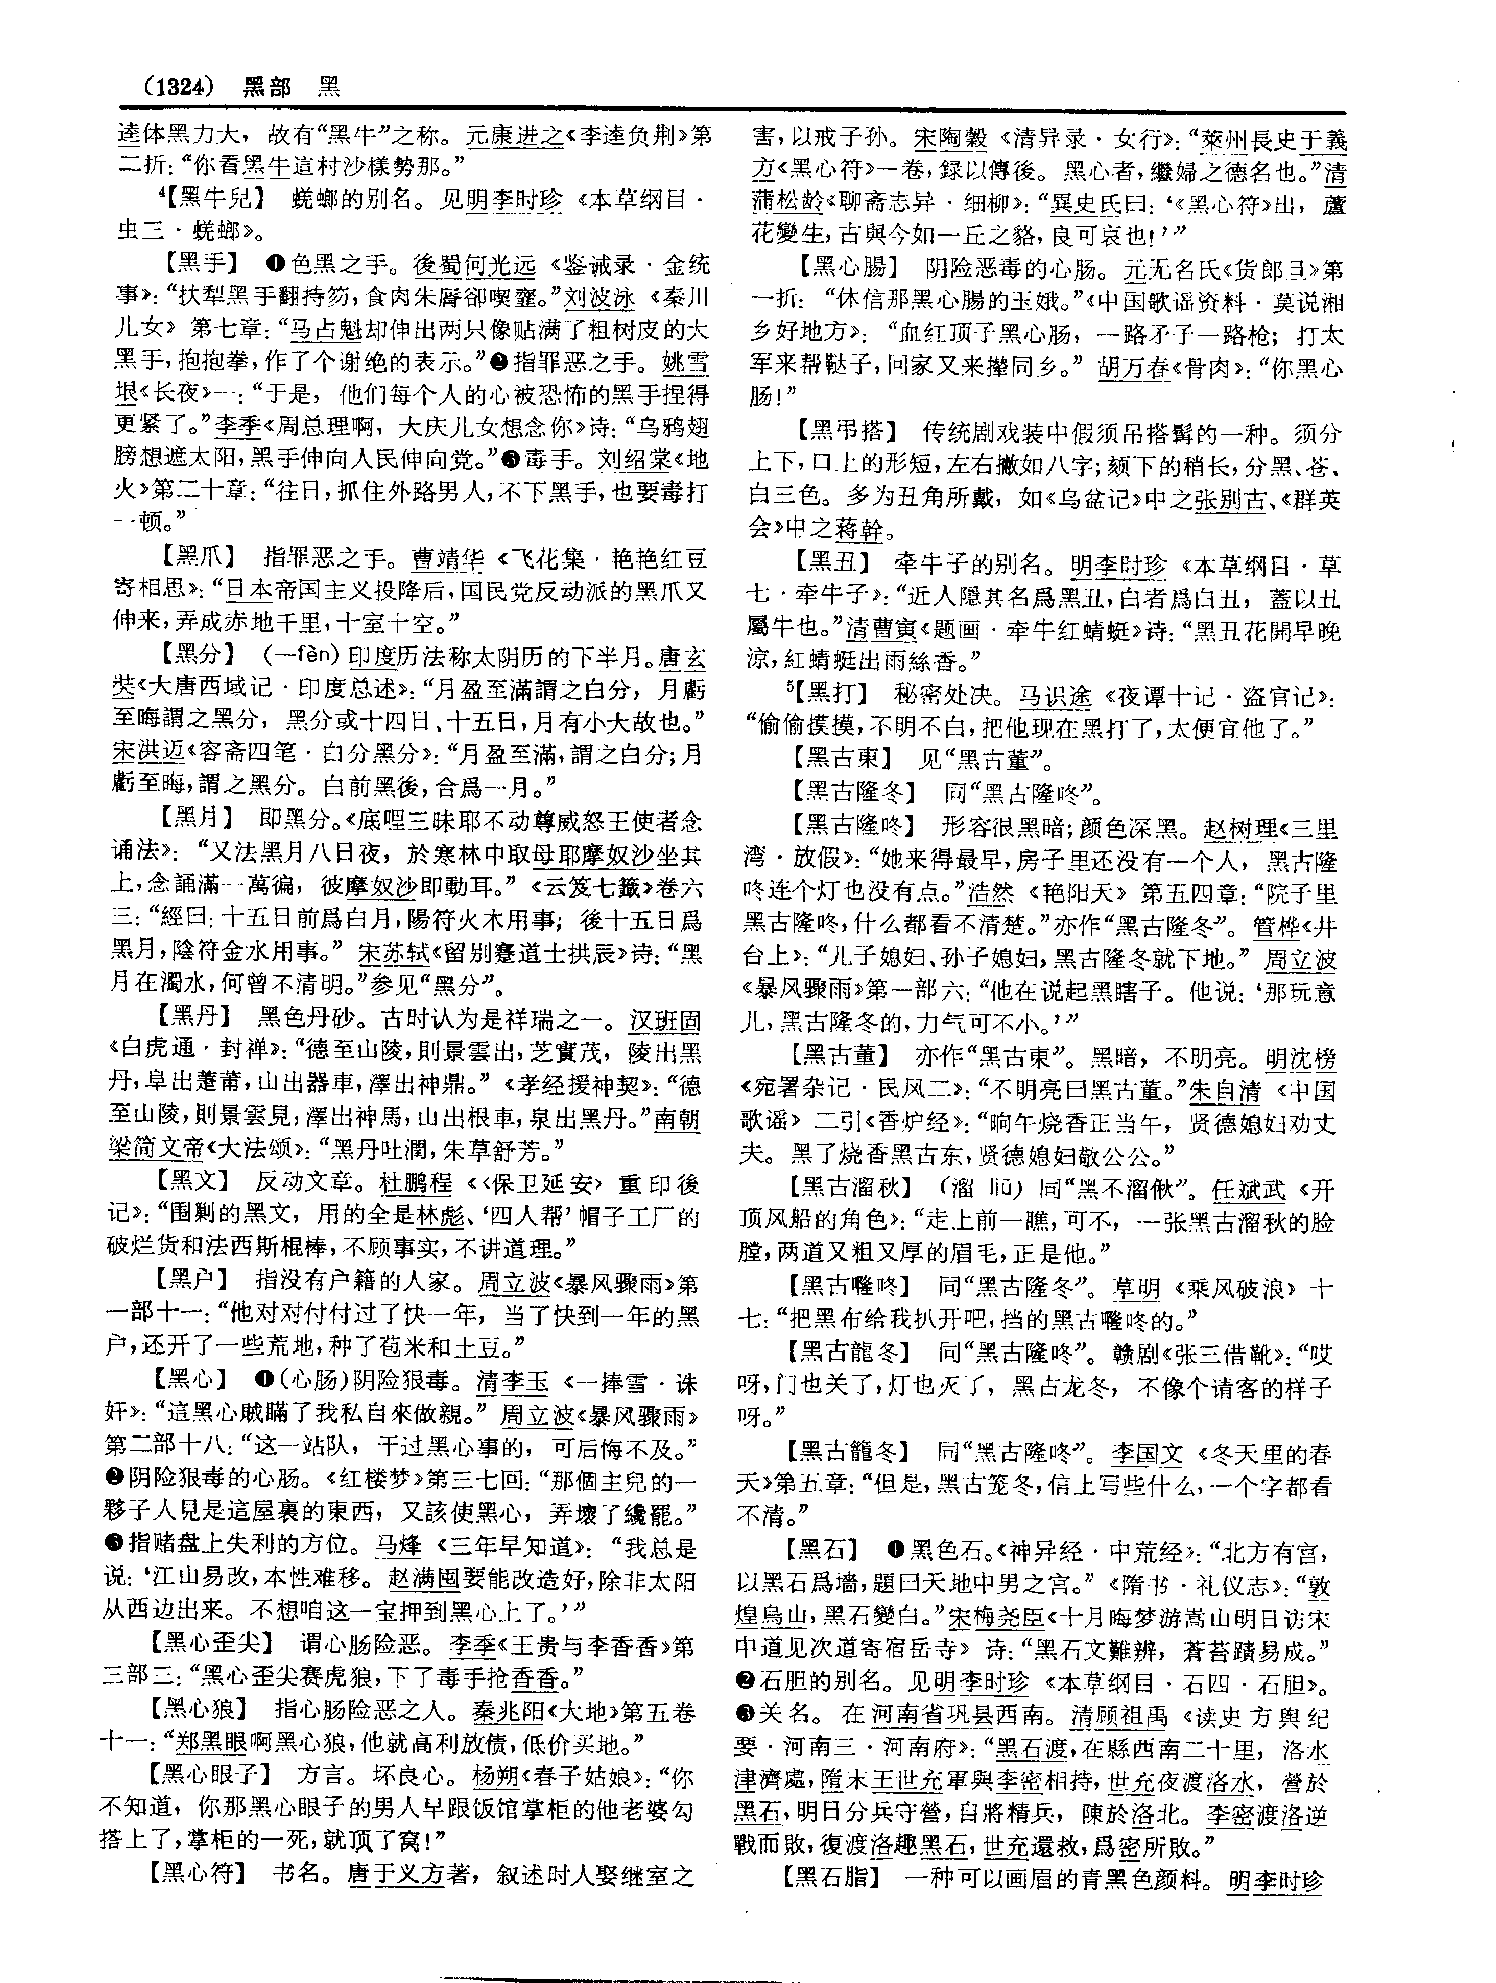 (1324) 黑部 黑
逵体黑力大，故有“黑牛”之称。元康进之《李逵负荆》第
二折：“你看黑牛這村沙樣勢那。”
⁴【黑牛兒】 蜣螂的别名。见明李时珍《本草纲目·
虫三·蜣螂》。
【黑手】 ❶色黑之手。後蜀何光远《鉴诫录·金统
事》：“扶犁黑手翻持笏，食肉朱脣卻喫虀。”刘波泳《秦川
儿女》第七章：“马占魁却伸出两只像贴满了粗树皮的大
黑手，抱抱拳，作了个谢绝的表示。”❷指罪恶之手。姚雪
垠《长夜》一：“于是，他们每个人的心被恐怖的黑手捏得
更紧了。”李季《周总理啊，大庆儿女想念你》诗：“乌鸦翅
膀想遮太阳，黑手伸向人民伸向党。”❸毒手。刘绍棠《地
火》第二十章：“往日，抓住外路男人，不下黑手，也要毒打
一顿。”
【黑爪】 指罪恶之手。曹靖华《飞花集·艳艳红豆
寄相思》：“日本帝国主义投降后，国民党反动派的黑爪又
伸来，弄成赤地千里，十室十空。”
【黑分】 （一fèn）印度历法称太阴历的下半月。唐玄
奘《大唐西域记·印度总述》：“月盈至滿謂之白分，月虧
至晦謂之黑分，黑分或十四日、十五日，月有小大故也。”
宋洪迈《容斋四笔·白分黑分》：“月盈至滿，謂之白分；月
虧至晦，謂之黑分。白前黑後，合爲一月。”
【黑月】 即黑分。《底哩三昧耶不动尊威怒王使者念
诵法》：“又法黑月八日夜，於寒林中取母耶摩奴沙坐其
上，念誦滿一萬徧，彼摩奴沙即動耳。”《云笈七籤》卷六
三：“經曰：十五日前爲白月，陽符火木用事；後十五日爲
黑月，陰符金水用事。”宋苏轼《留别蹇道士拱辰》诗：“黑
月在濁水，何曾不清明。”参见“黑分”。
【黑丹】 黑色丹砂。古时认为是祥瑞之一。汉班固
《白虎通·封禅》：“德至山陵，則景雲出，芝實茂，陵出黑
丹，阜出萐莆，山出器車，澤出神鼎。”《孝经援神契》：“德
至山陵，則景雲見；澤出神馬，山出根車，泉出黑丹。”南朝
梁简文帝《大法颂》：“黑丹吐潤，朱草舒芳。”
【黑文】 反动文章。杜鹏程《〈保卫延安〉重印後
记》：“围剿的黑文，用的全是林彪、‘四人帮’帽子工厂的
破烂货和法西斯棍棒，不顾事实，不讲道理。”
【黑户】 指没有户籍的人家。周立波《暴风骤雨》第
一部十一：“他对对付付过了快一年，当了快到一年的黑
户，还开了一些荒地，种了苞米和土豆。”
【黑心】 ❶（心肠）阴险狠毒。清李玉《一捧雪·诛
奸》：“這黑心賊瞞了我私自來做親。”周立波《暴风骤雨》
第二部十八：“这一站队，干过黑心事的，可后悔不及。”
❷阴险狠毒的心肠。《红楼梦》第三七回：“那個主兒的一
夥子人見是這屋裏的東西，又該使黑心，弄壞了纔罷。”
❸指赌盘上失利的方位。马烽《三年早知道》：“我总是
说：‘江山易改，本性难移。赵满囤要能改造好，除非太阳
从西边出来。不想咱这一宝押到黑心上了。’”
【黑心歪尖】 谓心肠险恶。李季《王贵与李香香》第
三部三：“黑心歪尖赛虎狼，下了毒手抢香香。”
【黑心狼】 指心肠险恶之人。秦兆阳《大地》第五卷
十一：“郑黑眼啊黑心狼，他就高利放债，低价买地。”
【黑心眼子】 方言。坏良心。杨朔《春子姑娘》：“你
不知道，你那黑心眼子的男人早跟饭馆掌柜的他老婆勾
搭上了，掌柜的一死，就顶了窝！”
【黑心符】 书名。唐于义方著，叙述时人娶继室之
害，以戒子孙。宋陶穀《清异录·女行》：“萊州長史于義
方《黑心符》一卷，録以傳後。黑心者，繼婦之德名也。”清
蒲松龄《聊斋志异·细柳》：“異史氏曰：‘《黑心符》出，蘆
花變生，古與今如一丘之貉，良可哀也！’”
【黑心腸】 阴险恶毒的心肠。元无名氏《货郎旦》第
一折：“休信那黑心腸的玉娥。”《中国歌谣资料·莫说湘
乡好地方》：“血红顶子黑心肠，一路矛子一路枪；打太
军来帮鞑子，回家又来撵同乡。”胡万春《骨肉》：“你黑心
肠！”
【黑弔搭】 传统剧戏装中假须吊搭髯的一种。须分
上下，口上的形短，左右撇如八字；颏下的稍长，分黑、苍、
白三色。多为丑角所戴，如《乌盆记》中之张别古、《群英
会》中之蒋幹。
【黑丑】 牵牛子的别名。明李时珍《本草纲目·草
七·牵牛子》：“近人隱其名爲黑丑，白者爲白丑，蓋以丑
屬牛也。”清曹寅《题画·牵牛红蜻蜓》诗：“黑丑花開早晚
涼，紅蜻蜓出雨絲香。”
⁵【黑打】 秘密处决。马识途《夜谭十记·盗官记》：
“偷偷摸摸，不明不白，把他现在黑打了，太便宜他了。”
【黑古東】 见“黑古董”。
【黑古隆冬】 同“黑古隆咚”。
【黑古隆咚】 形容很黑暗；颜色深黑。赵树理《三里
湾·放假》：“她来得最早，房子里还没有一个人，黑古隆
咚连个灯也没有点。”浩然《艳阳天》第五四章：“院子里
黑古隆咚，什么都看不清楚。”亦作“黑古隆冬”。管桦《井
台上》：“儿子媳妇、孙子媳妇，黑古隆冬就下地。”周立波
《暴风骤雨》第一部六：“他在说起黑瞎子。他说：‘那玩意
儿，黑古隆冬的，力气可不小。’”
【黑古董】 亦作“黑古東”。黑暗，不明亮。明沈榜
《宛署杂记·民风二》：“不明亮曰黑古董。”朱自清《中国
歌谣》二引《香炉经》：“晌午烧香正当午，贤德媳妇劝丈
夫。黑了烧香黑古东，贤德媳妇敬公公。”
【黑古溜秋】 （溜 liū）同“黑不溜偢”。任斌武《开
顶风船的角色》：“走上前一瞧，可不，一张黑古溜秋的脸
膛，两道又粗又厚的眉毛，正是他。”
【黑古嚨咚】 同“黑古隆冬”。草明《乘风破浪》十
七：“把黑布给我扒开吧，挡的黑古嚨咚的。”
【黑古龍冬】 同“黑古隆咚”。赣剧《张三借靴》：“哎
呀，门也关了，灯也灭了，黑古龙冬，不像个请客的样子
呀。”
【黑古籠冬】 同“黑古隆咚”。李国文《冬天里的春
天》第五章：“但是，黑古笼冬，信上写些什么，一个字都看
不清。”
【黑石】 ❶黑色石。《神异经·中荒经》：“北方有宫，
以黑石爲墙，題曰天地中男之宫。”《隋书·礼仪志》：“敦
煌烏山，黑石變白。”宋梅尧臣《十月晦梦游嵩山明日访宋
中道见次道寄宿岳寺》诗：“黑石文難辨，蒼苔蹟易成。”
❷石胆的别名。见明李时珍《本草纲目·石四·石胆》。
❸关名。在河南省巩县西南。清顾祖禹《读史方舆纪
要·河南三·河南府》：“黑石渡，在縣西南二十里，洛水
津濟處，隋末王世充軍與李密相持，世充夜渡洛水，營於
黑石，明日分兵守營，自將精兵，陳於洛北。李密渡洛逆
戰而敗，復渡洛趣黑石，世充還救，爲密所敗。”
【黑石脂】 一种可以画眉的青黑色颜料。明李时珍